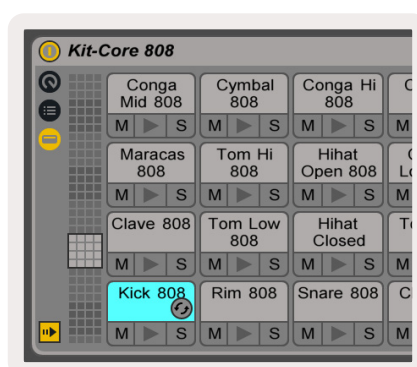 Kit-Core 808
Conga Mid 808
Cymbal 808
Conga Hi 808
C
M S M S M S M
Maracas 808
Tom Hi 808
Hihat Open 808
M S M S M S M
Clave 808
Tom Low 808
Hihat Closed
M S M S M S M
Kick 808
Rim 808
Snare 808
C
M S M S M S M